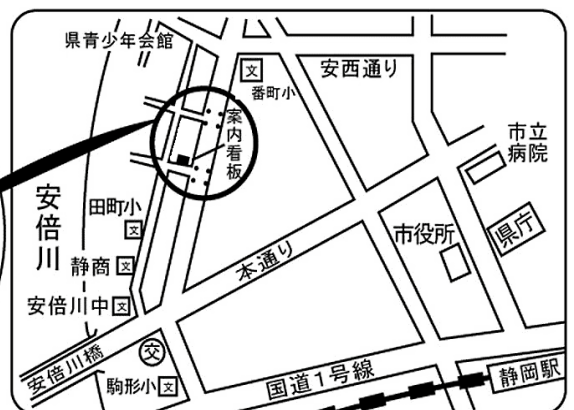 県青少年会館
文
番町小
安西通り
案内看板
市立
病院
安倍川
田町小
文
市役所
県庁
静商
文
本通り
安倍川中
文
安倍川橋
交
駒形小
文
国道1号線
静岡駅